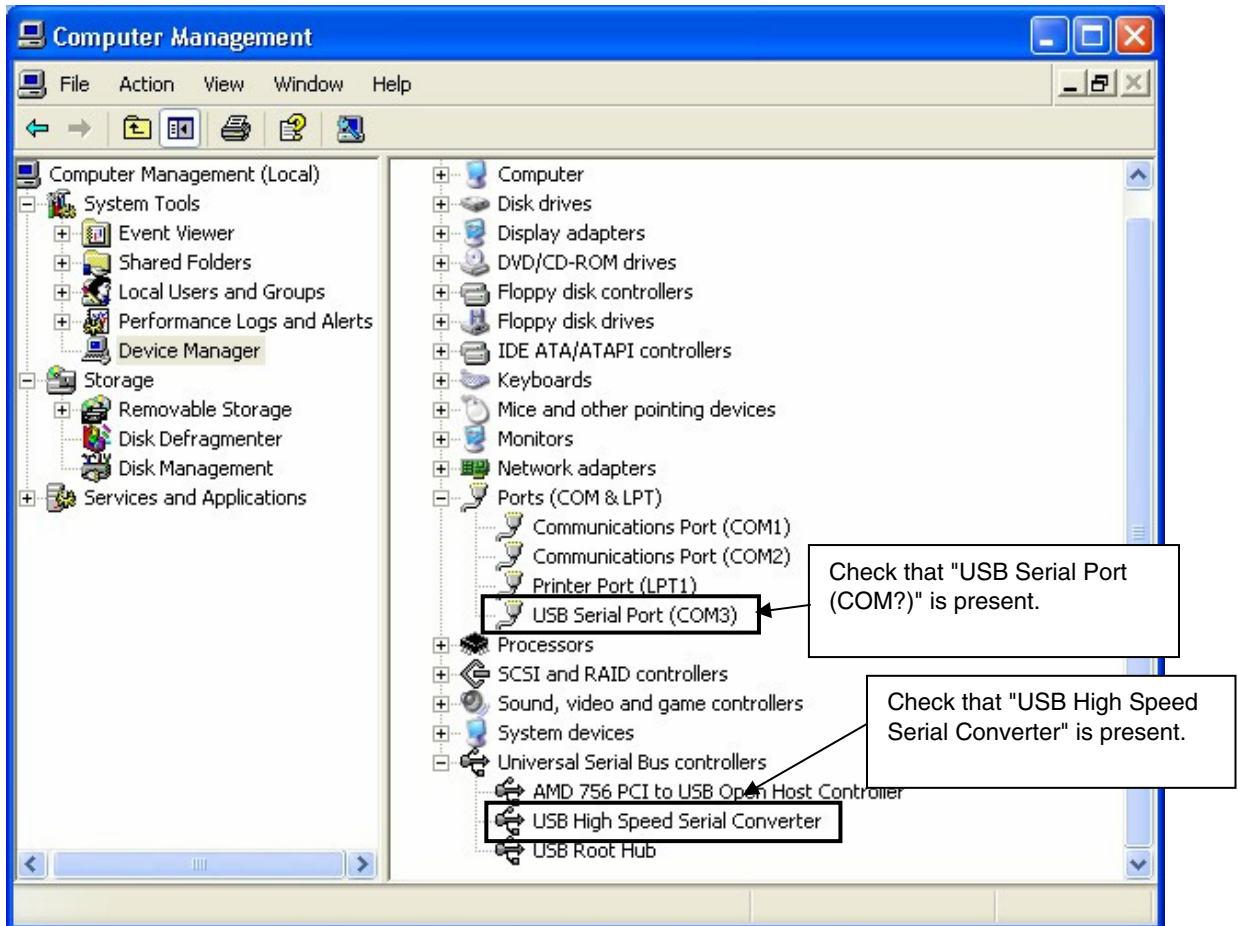 Computer Management
File Action View Window Help
Computer Management (Local)
System Tools
Event Viewer
Shared Folders
Local Users and Groups
Performance Logs and Alerts
Device Manager
Storage
Removable Storage
Disk Defragmenter
Disk Management
Services and Applications
Computer
Disk drives
Display adapters
DVD/CD-ROM drives
Floppy disk controllers
Floppy disk drives
IDE ATA/ATAPI controllers
Keyboards
Mice and other pointing devices
Monitors
Network adapters
Ports (COM & LPT)
Communications Port (COM1)
Communications Port (COM2)
Printer Port (LPT1)
USB Serial Port (COM3)
Processors
SCSI and RAID controllers
Sound, video and game controllers
System devices
Universal Serial Bus controllers
AMD 756 PCI to USB Open Host Controller
USB High Speed Serial Converter
USB Root Hub
Check that "USB Serial Port
(COM?)" is present.
Check that "USB High Speed
Serial Converter" is present.